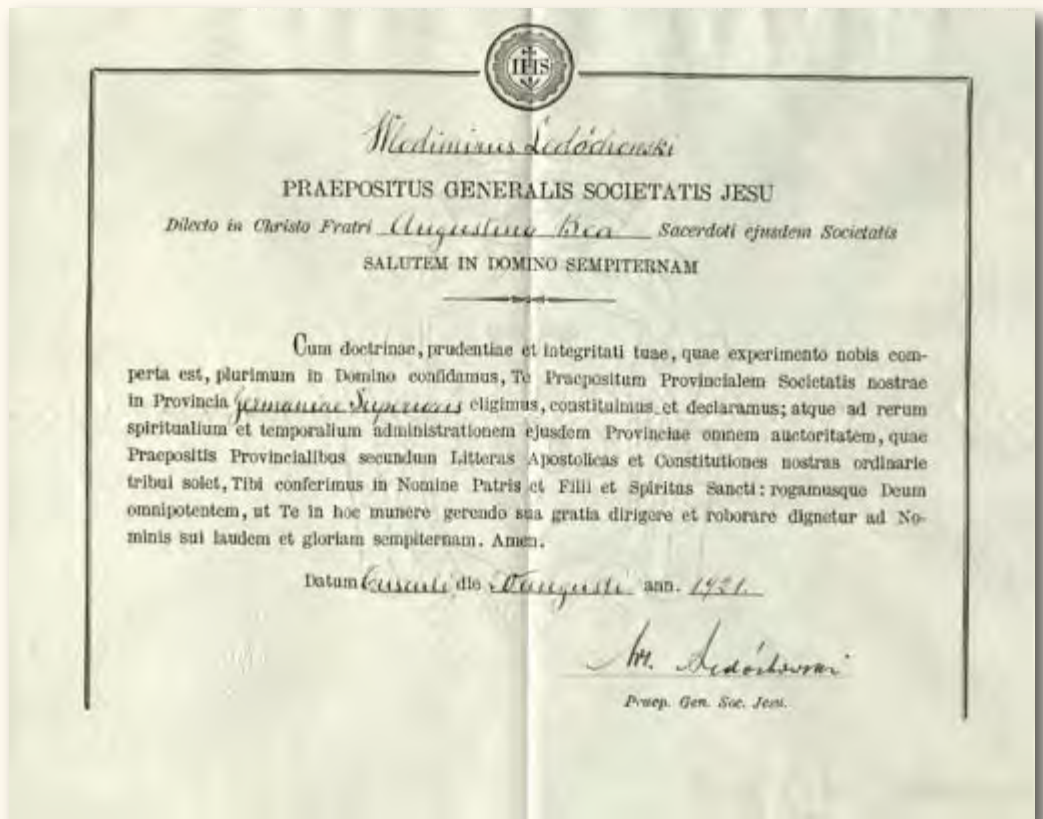 IHS
Wlodimirus Ledóchowski
PRAEPOSITUS GENERALIS SOCIETATIS JESU
Dilecto in Christo Fratri Augustino Bea Sacerdoti ejusdem Societatis
SALUTEM IN DOMINO SEMPITERNAM
Cum doctrinae, prudentiae et integritati tuae, quae experimento nobis com-
perta est, plurimum in Domino confidamus, Te Praepositum Provincialem Societatis nostrae
in Provincia Germaniae Superioris eligimus, constituimus et declaramus; atque ad rerum
spiritualium et temporalium administrationem ejusdem Provinciae omnem auctoritatem, quae
Praepositis Provincialibus secundum Litteras Apostolicas et Constitutiones nostras ordinarie
tribui solet, Tibi conferimus in Nomine Patris et Filii et Spiritus Sancti: rogamusque Deum
omnipotentem, ut Te in hoc munere gerendo sua gratia dirigere et roborare dignetur ad No-
minis sui laudem et gloriam sempiternam. Amen.
Datum Tusculi, die Augusti ann. 1921.
W. Ledóchowski
Praep. Gen. Soc. Jesu.